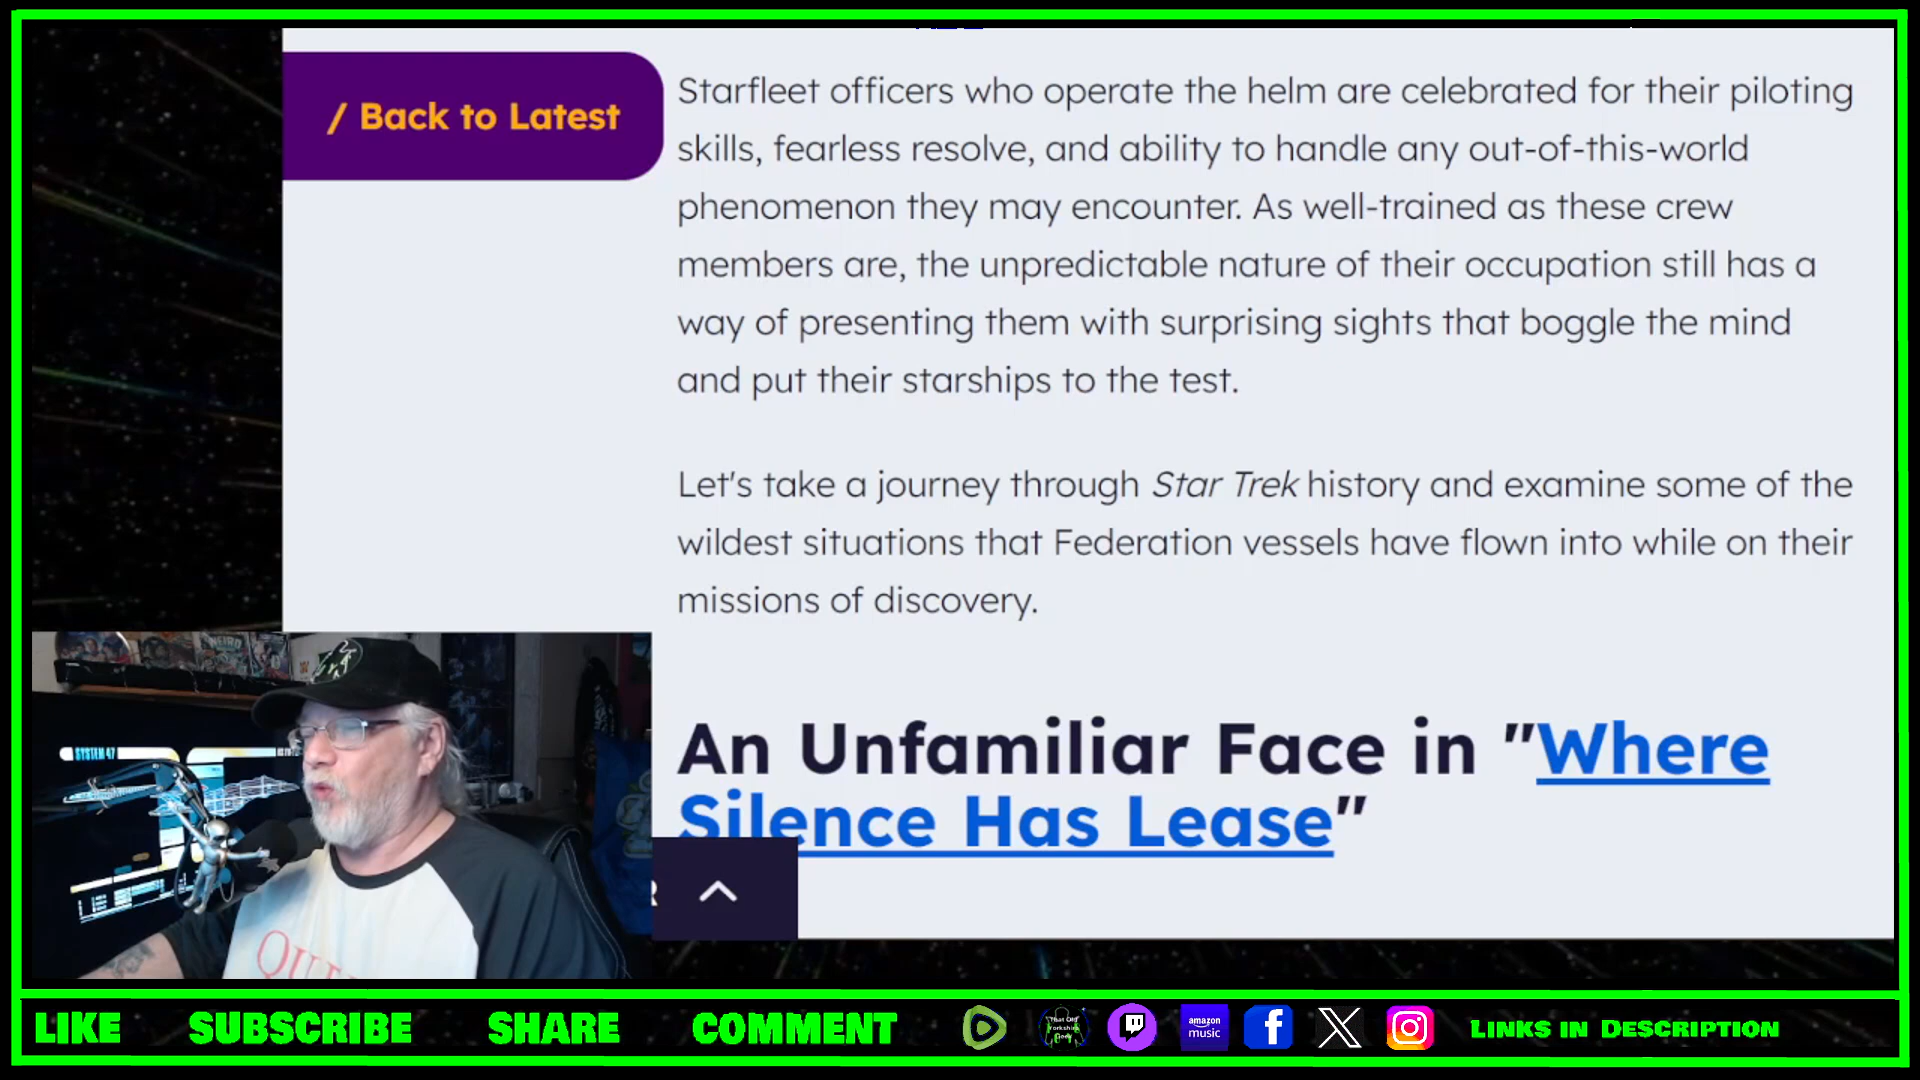 / Back to Latest
Starfleet officers who operate the helm are celebrated for their piloting
skills, fearless resolve, and ability to handle any out-of-this-world
phenomenon they may encounter. As well-trained as these crew
members are, the unpredictable nature of their occupation still has a
way of presenting them with surprising sights that boggle the mind
and put their starships to the test.
Let's take a journey through Star Trek history and examine some of the
wildest situations that Federation vessels have flown into while on their
missions of discovery.
An Unfamiliar Face in "Where
Silence Has Lease"
SYSTEM 47
LIKE
SUBSCRIBE
SHARE
COMMENT
That Old
Yorkshire
amazon
music
LINKS IN DESCRIPTION